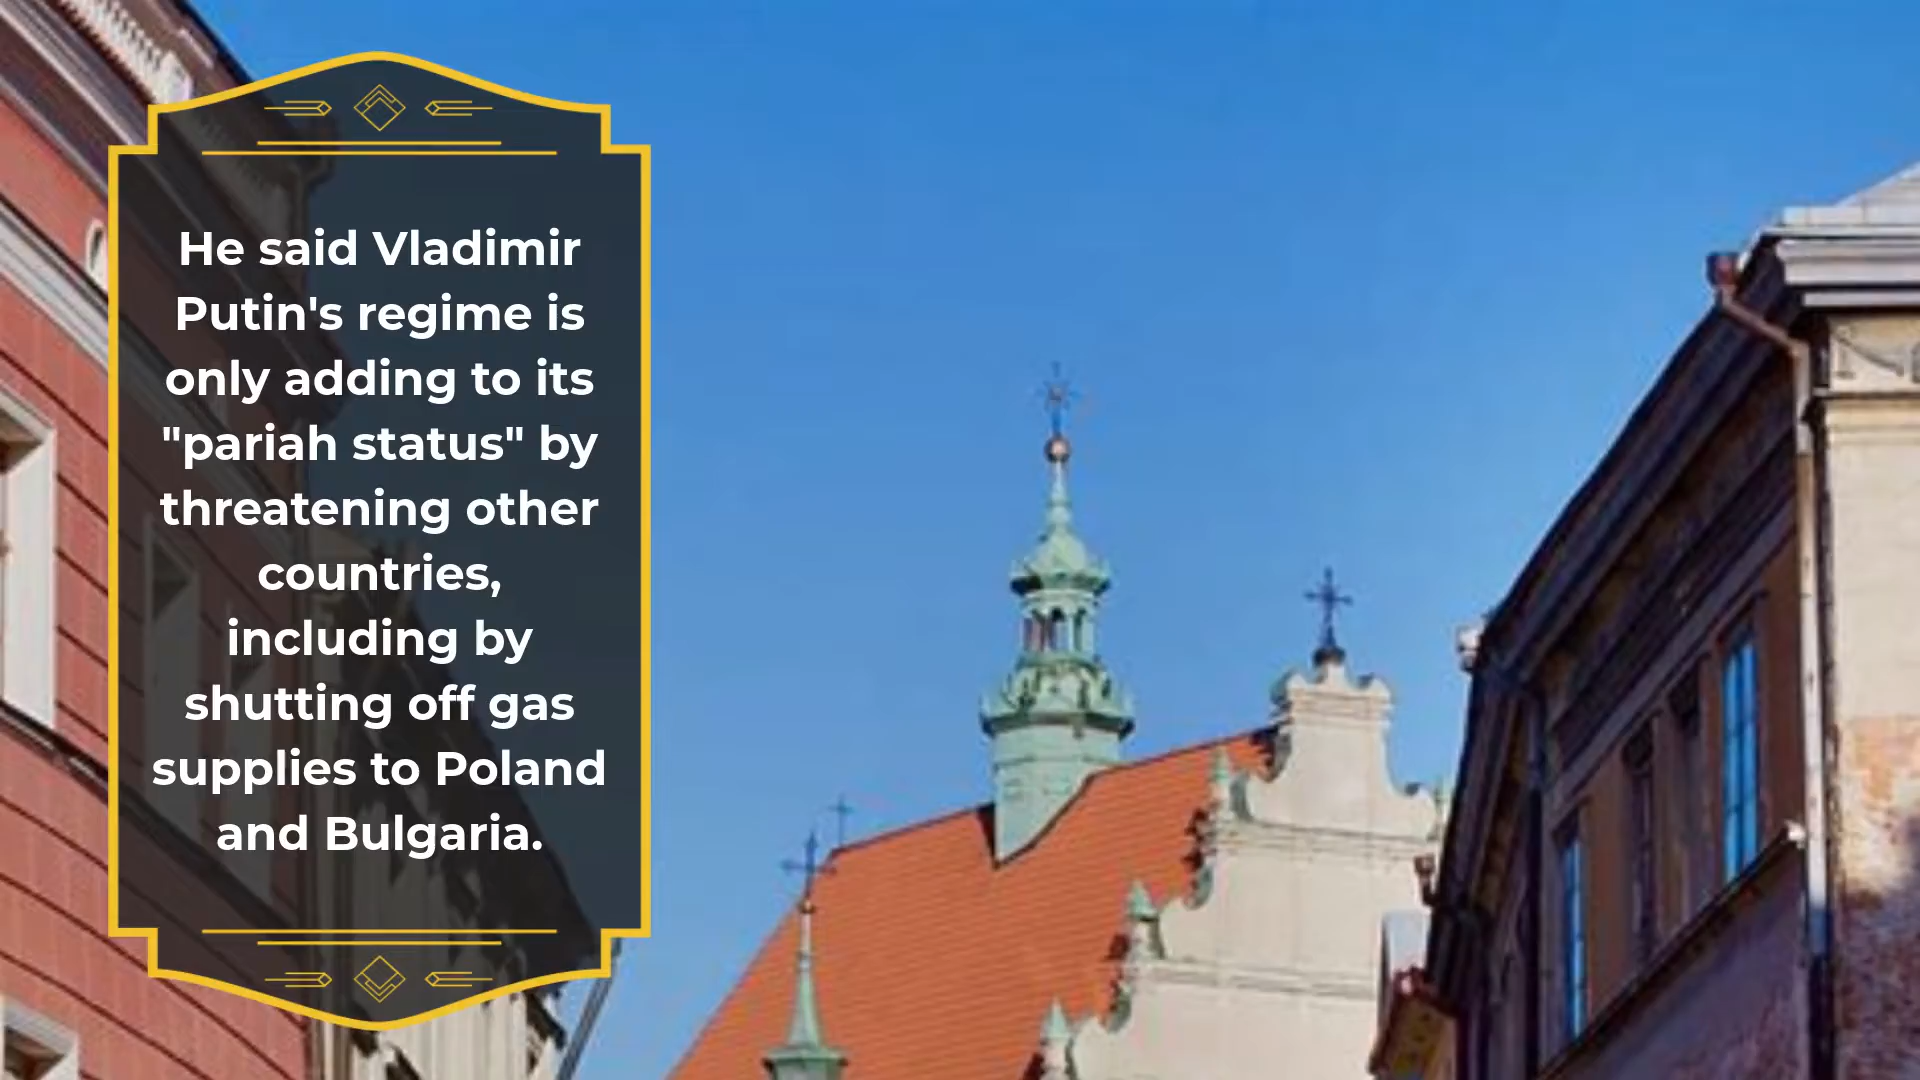 He said Vladimir
Putin's regime is
only adding to its
"pariah status" by
threatening other
countries,
including by
shutting off gas
supplies to Poland
and Bulgaria.